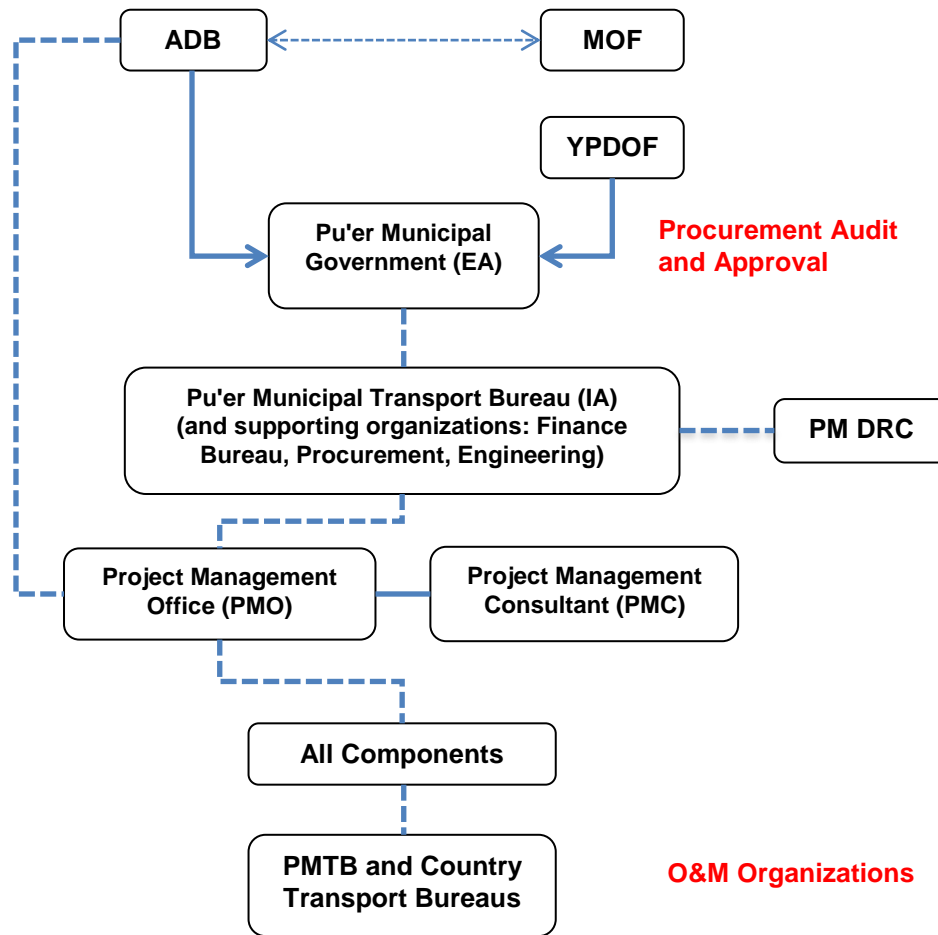 ADB
MOF
YPDOF
Pu'er Municipal
Government (EA)
Procurement Audit
and Approval
Pu'er Municipal Transport Bureau (IA)
(and supporting organizations: Finance
Bureau, Procurement, Engineering)
PM DRC
Project Management
Office (PMO)
Project Management
Consultant (PMC)
All Components
PMTB and Country
Transport Bureaus
O&M Organizations